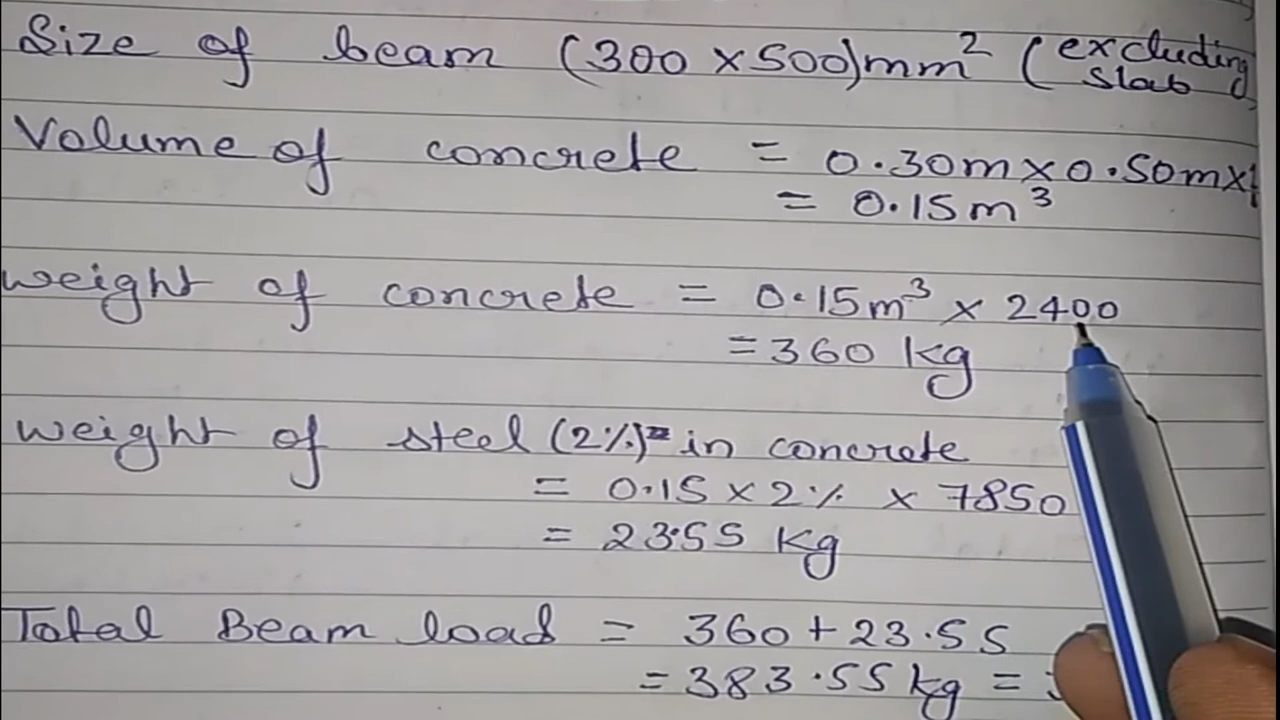 Size of beam (300 x 500)mm² (excluding slab
Volume of concrete = 0.30m x 0.50m x 1
= 0.15m³
Weight of concrete = 0.15m³ x 2400
= 360 kg
Weight of steel (2%) = in concrete
= 0.15 x 2% x 7850
= 23.55 kg
Total Beam load = 360 + 23.55
= 383.55 kg =